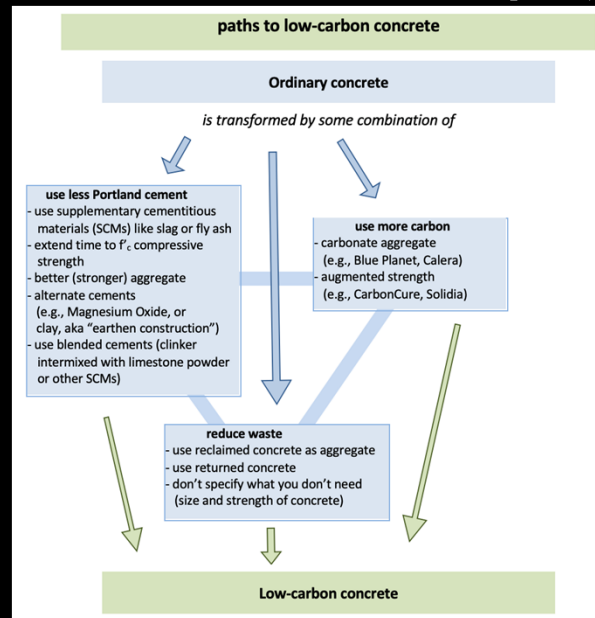 paths to low-carbon concrete
Ordinary concrete
is transformed by some combination of
use less Portland cement
- use supplementary cementitious
materials (SCMs) like slag or fly ash
- extend time to f'c compressive
strength
- better (stronger) aggregate
- alternate cements
(e.g., Magnesium Oxide, or
clay, aka “earthen construction”)
- use blended cements (clinker
intermixed with limestone powder
or other SCMs)
use more carbon
- carbonate aggregate
(e.g., Blue Planet, Calera)
- augmented strength
(e.g., CarbonCure, Solidia)
reduce waste
- use reclaimed concrete as aggregate
- use returned concrete
- don’t specify what you don’t need
(size and strength of concrete)
Low-carbon concrete